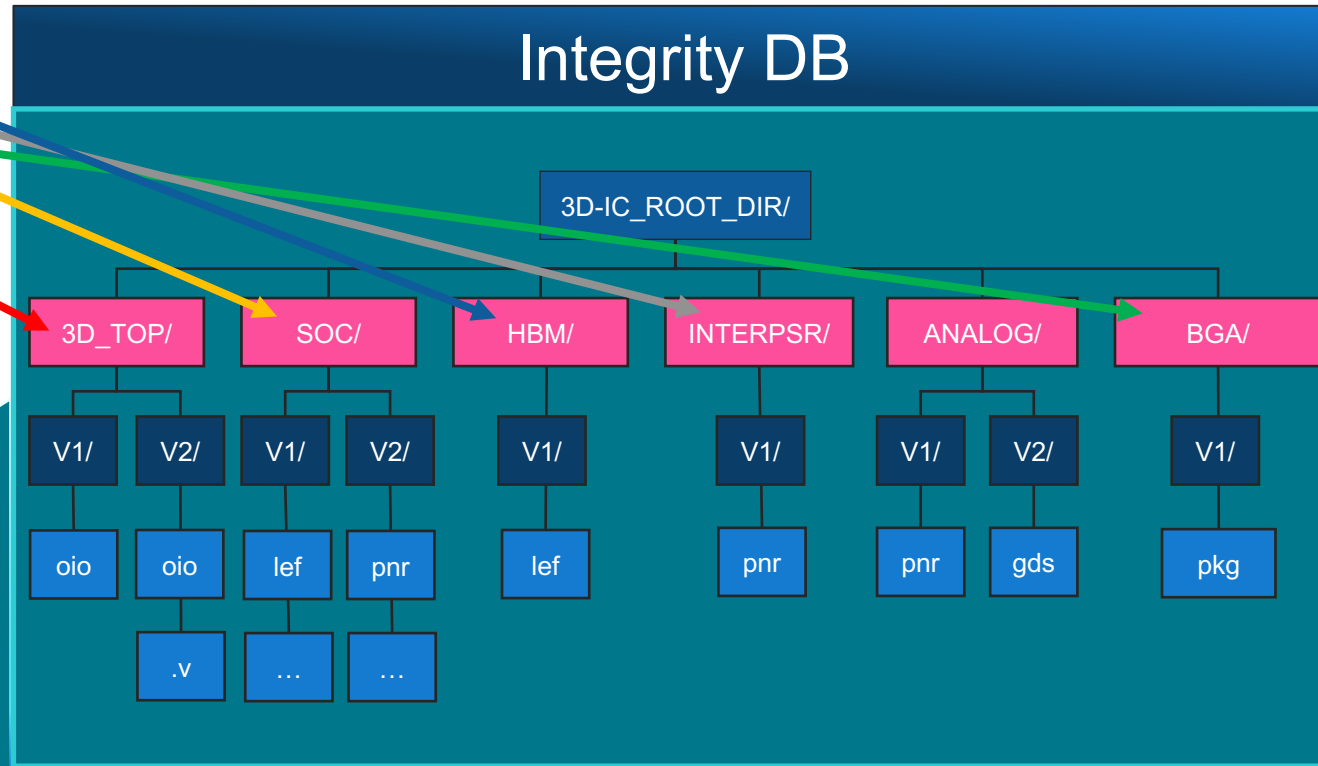 Integrity DB
3D-IC_ROOT_DIR/
3D_TOP/
SOC/
HBM/
INTERPSR/
ANALOG/
BGA/
V1/
V2/
V1/
V2/
V1/
V1/
V1/
V2/
V1/
oio
oio
lef
pnr
lef
pnr
pnr
gds
pkg
.v
…
…